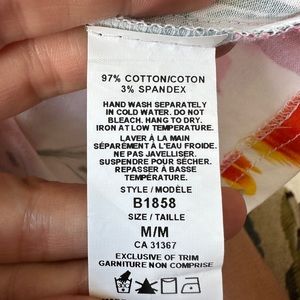 97% COTTON/COTON
3% SPANDEX
HAND WASH SEPARATELY
IN COLD WATER. DO NOT
BLEACH. HANG TO DRY.
IRON AT LOW TEMPERATURE.
LAVER À LA MAIN
SÉPARÉMENT À L'EAU FROIDE.
NE PAS JAVELLISER.
SUSPENDRE POUR SÉCHER.
REPASSER À BASSE
TEMPÉRATURE.
STYLE / MODÈLE
B1858
SIZE / TAILLE
M/M
CA 31367
EXCLUSIVE OF TRIM
GARNITURE NON COMPRISE